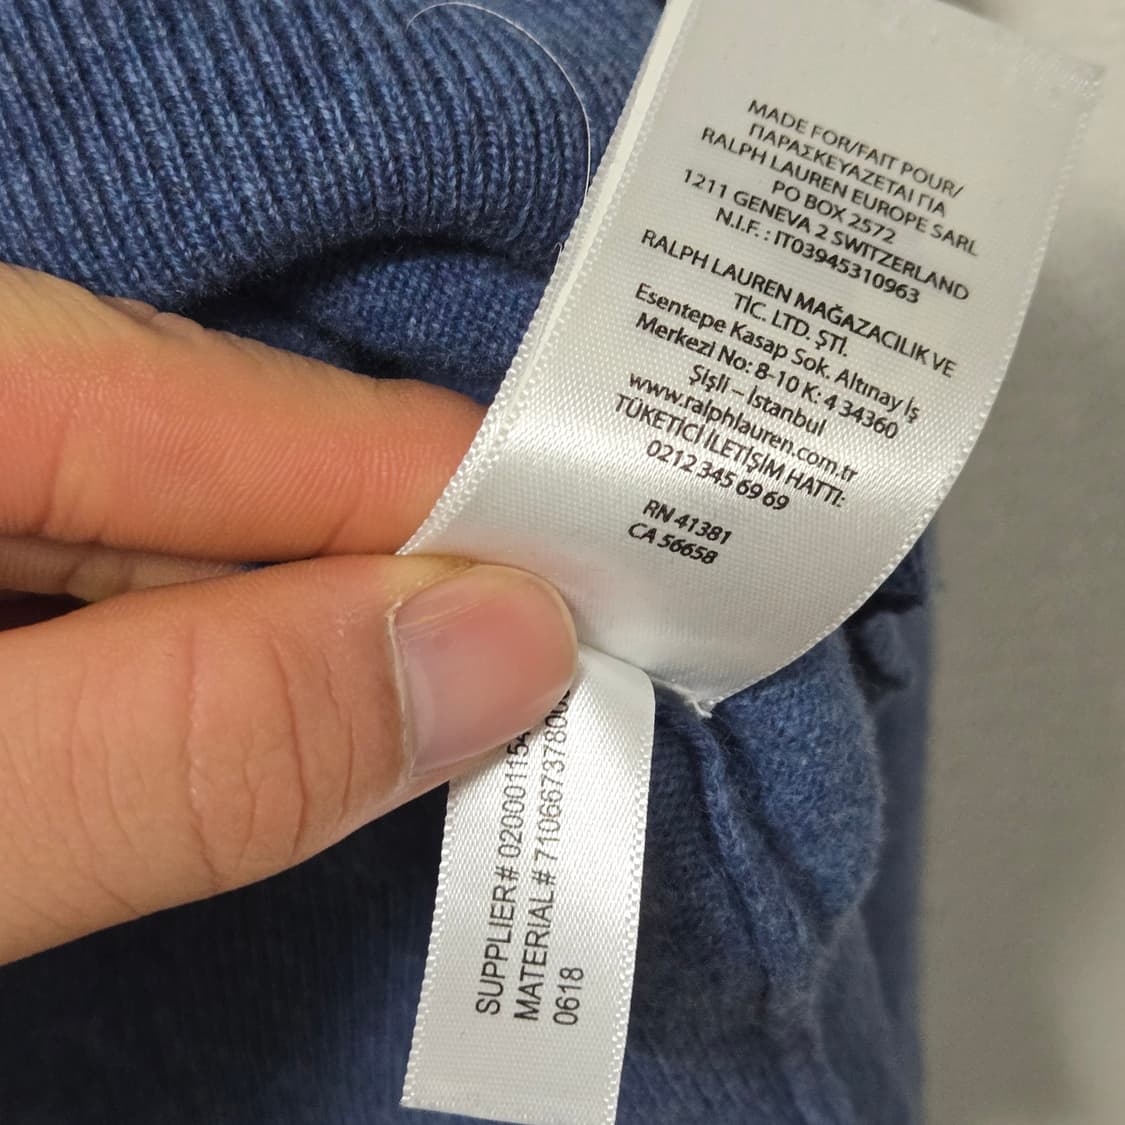 MADE FOR/FAIT POUR/
ΠΑΡΑΣΚΕΥΑΖΕΤΑΙ ΓΙΑ
RALPH LAUREN EUROPE SARL
PO BOX 2572
1211 GENEVA 2 SWITZERLAND
N.I.F. : IT03945310963
RALPH LAUREN MAĞAZACILIK VE
TİC. LTD. ŞTİ.
Esentepe Kasap Sok. Altınay İş
Merkezi No: 8-10 K: 4 34360
Şişli – İstanbul
www.ralphlauren.com.tr
TÜKETİCİ İLETİŞİM HATTI:
0212 345 69 69
RN 41381
CA 56658
SUPPLIER#
MATERIAL#
0618